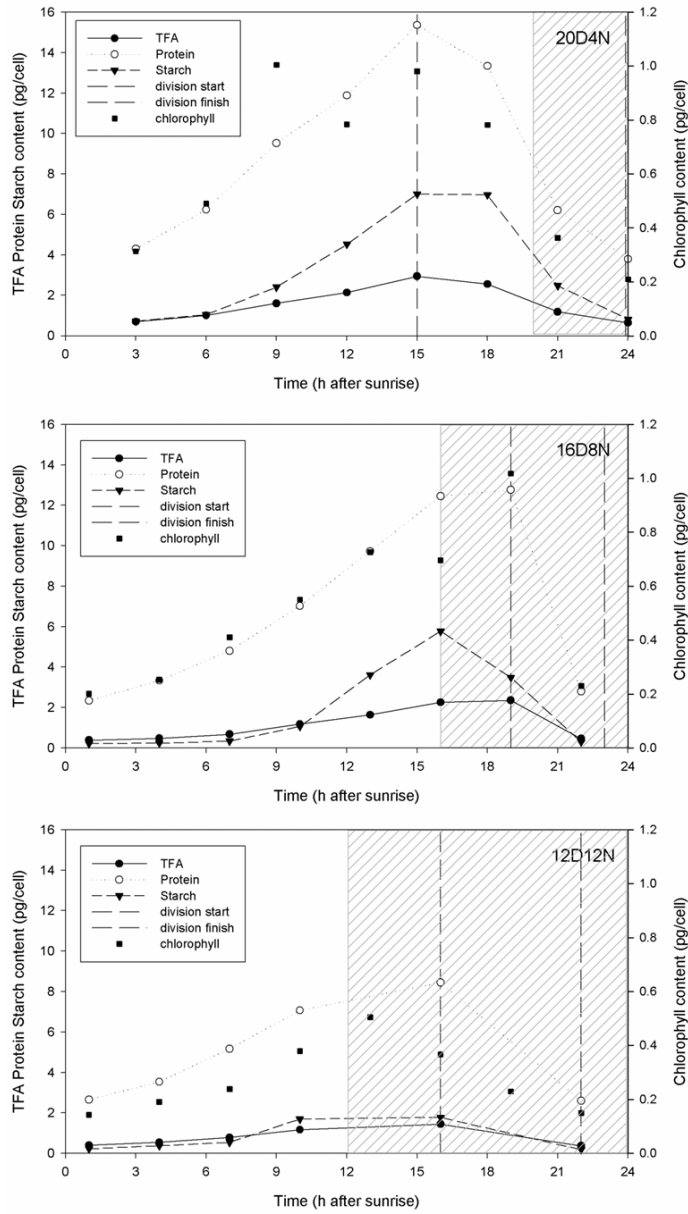 16
14
12
10
8
6
4
2
0
TFA Protein Starch content (pg/cell)
TFA
Protein
Starch
division start
division finish
chlorophyll
20D4N
1.2
1.0
0.8
0.6
0.4
0.2
0.0
Chlorophyll content (pg/cell)
0 3 6 9 12 15 18 21 24
Time (h after sunrise)
16
14
12
10
8
6
4
2
0
TFA Protein Starch content (pg/cell)
TFA
Protein
Starch
division start
division finish
chlorophyll
16D8N
1.2
1.0
0.8
0.6
0.4
0.2
0.0
Chlorophyll content (pg/cell)
0 3 6 9 12 15 18 21 24
Time (h after sunrise)
16
14
12
10
8
6
4
2
0
TFA Protein Starch content (pg/cell)
TFA
Protein
Starch
division start
division finish
chlorophyll
12D12N
1.2
1.0
0.8
0.6
0.4
0.2
0.0
Chlorophyll content (pg/cell)
0 3 6 9 12 15 18 21 24
Time (h after sunrise)